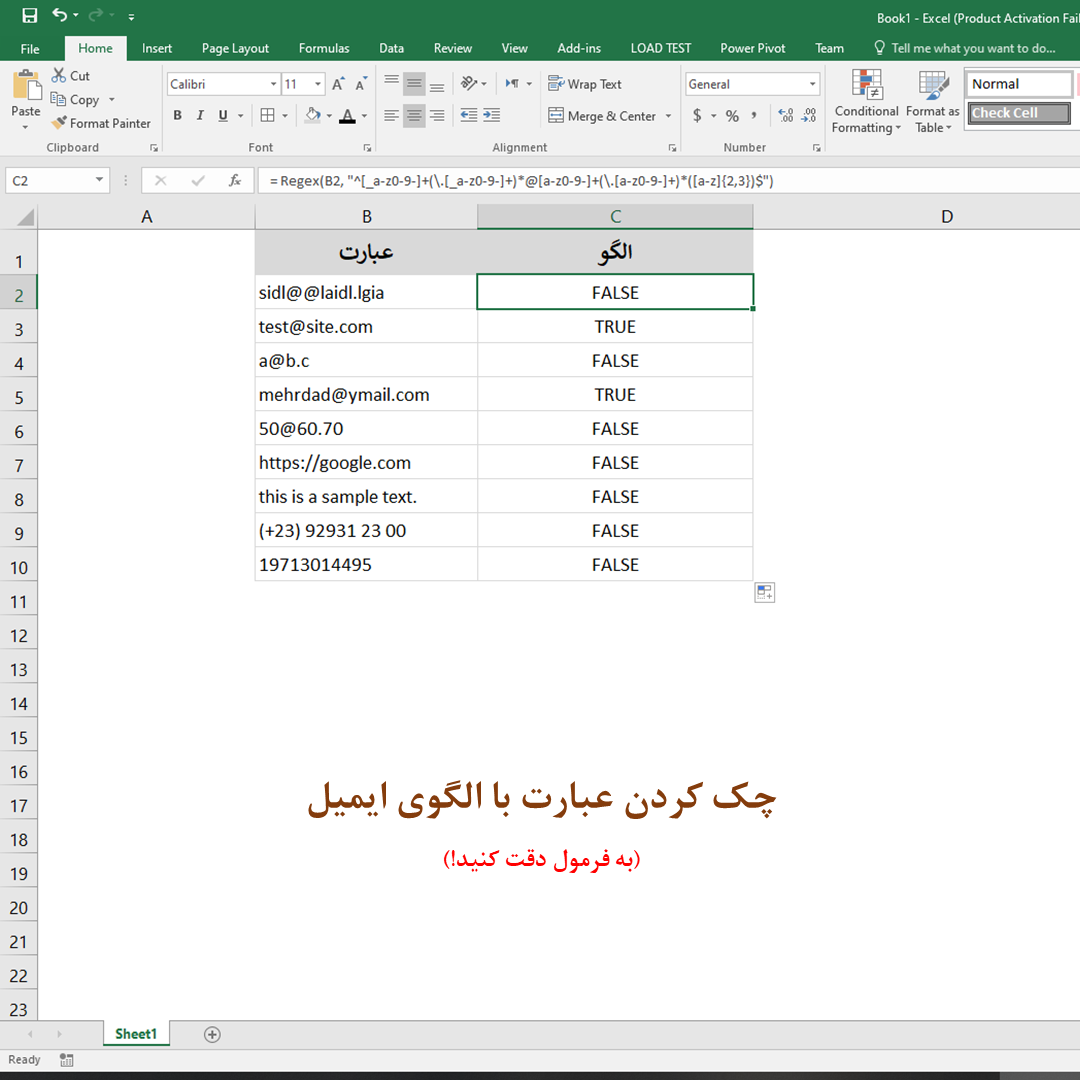 Book1 - Excel (Product Activation Fail
File Home Insert Page Layout Formulas Data Review View Add-ins LOAD TEST Power Pivot Team Tell me what you want to do...
Paste
Cut
Copy
Format Painter
Clipboard
Calibri 11
B I U A
Font
Wrap Text
Merge & Center
Alignment
General
$ % ,
Number
Conditional Formatting
Format as Table
Normal
Check Cell
C2 fx =Regex(B2, "^[_a-z0-9-]+(\.[_a-z0-9-]+)*@[a-z0-9-]+(\.[a-z0-9-]+)*([a-z]{2,3})$")
A B C D
1 عبارت الگو
2 sidl@@laidl.lgia FALSE
3 test@site.com TRUE
4 a@b.c FALSE
5 mehrdad@ymail.com TRUE
6 50@60.70 FALSE
7 https://google.com FALSE
8 this is a sample text. FALSE
9 (+23) 92931 23 00 FALSE
10 19713014495 FALSE
11
12
13
14
15
16
17
18
19
20
21
22
23
چک کردن عبارت با الگوی ایمیل
(به فرمول دقت کنید!)
Sheet1
Ready